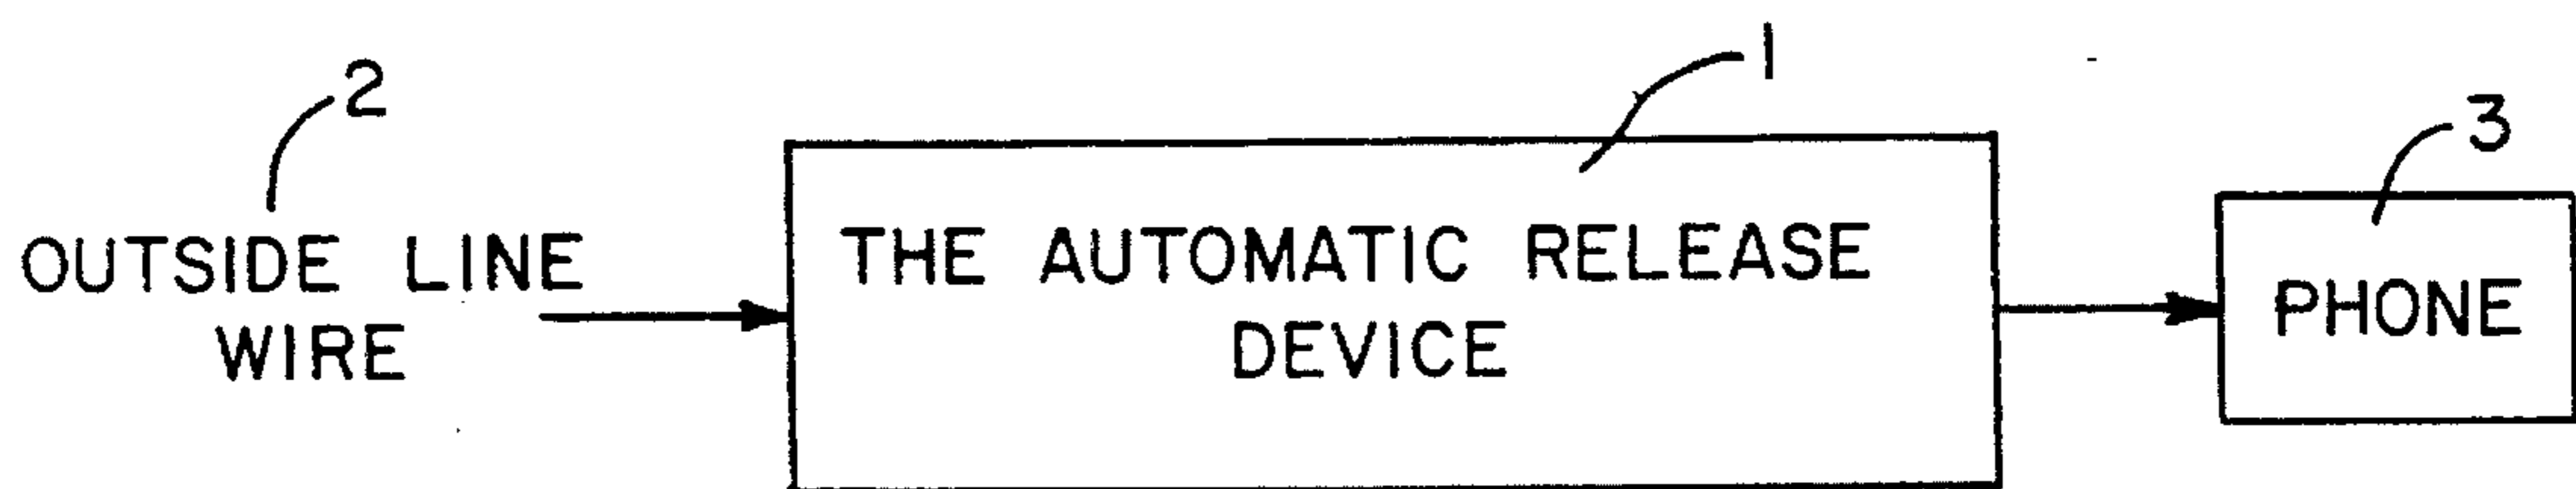 2
1
3
OUTSIDE LINE
WIRE
THE AUTOMATIC RELEASE
DEVICE
PHONE